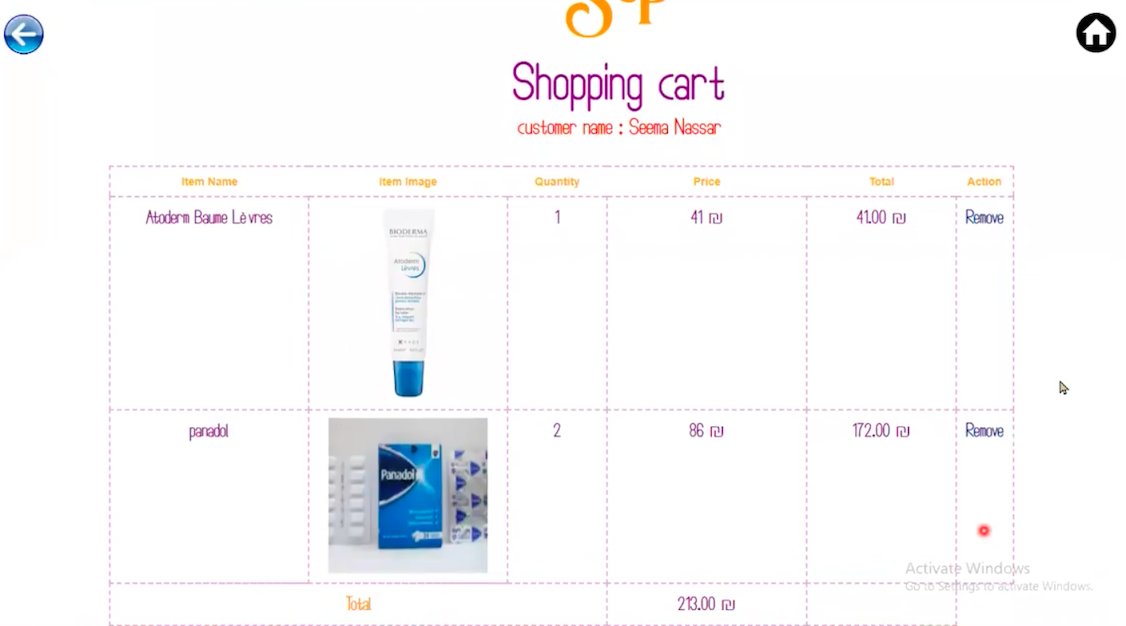 Shopping cart
customer name : Seema Nassar
Item Name Item Image Quantity Price Total Action
Atoderm Baume Lèvres 1 41 ₪ 41.00 ₪ Remove
BIODERMA
Atoderm
Lèvres
panadol 2 86 ₪ 172.00 ₪ Remove
Panadol
Activate Windows
Go to Settings to activate Windows.
Total 213.00 ₪